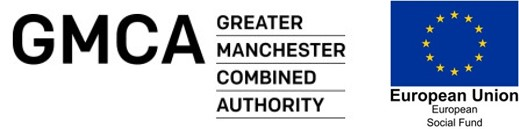 GMCA
GREATER
MANCHESTER
COMBINED
AUTHORITY
European Union
European
Social Fund